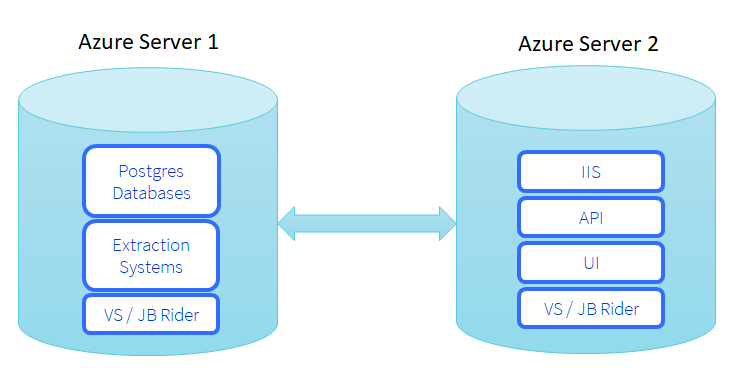 Azure Server 1
Postgres
Databases
Extraction
Systems
VS / JB Rider
Azure Server 2
IIS
API
UI
VS / JB Rider